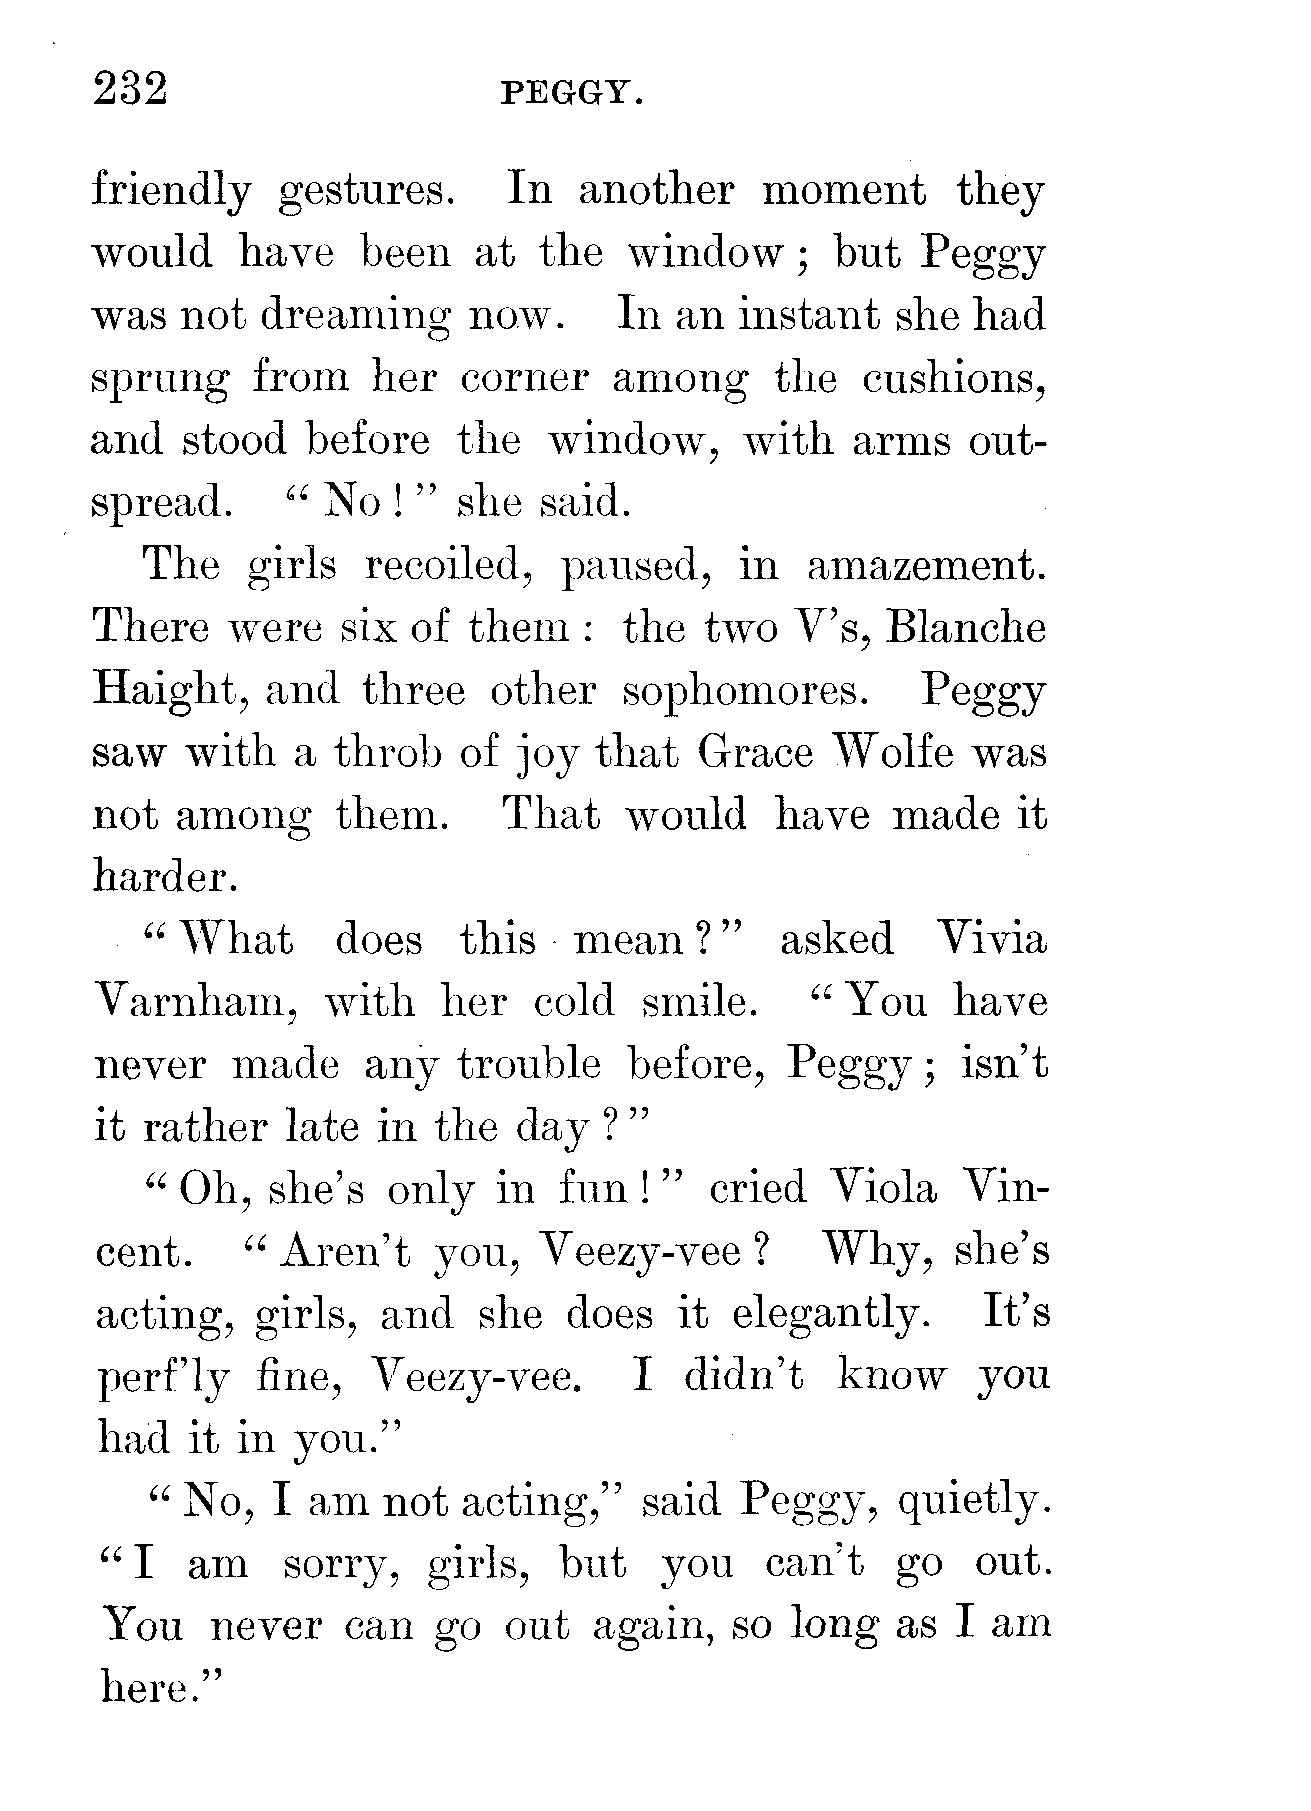 232 PEGGY.
friendly gestures. In another moment they
would have been at the window ; but Peggy
was not dreaming now. In an instant she had
sprung from her corner among the cushions,
and stood before the window, with arms out-
spread. “ No ! ” she said.
The girls recoiled, paused, in amazement.
There were six of them : the two V’s, Blanche
Haight, and three other sophomores. Peggy
saw with a throb of joy that Grace Wolfe was
not among them. That would have made it
harder.
“ What does this mean ? ” asked Vivia
Varnham, with her cold smile. “ You have
never made any trouble before, Peggy ; isn’t
it rather late in the day ? ”
“ Oh, she’s only in fun ! ” cried Viola Vin-
cent. “ Aren’t you, Veezy-vee ? Why, she’s
acting, girls, and she does it elegantly. It’s
perf’ly fine, Veezy-vee. I didn’t know you
had it in you.”
“ No, I am not acting,” said Peggy, quietly.
“ I am sorry, girls, but you can’t go out.
You never can go out again, so long as I am
here.”